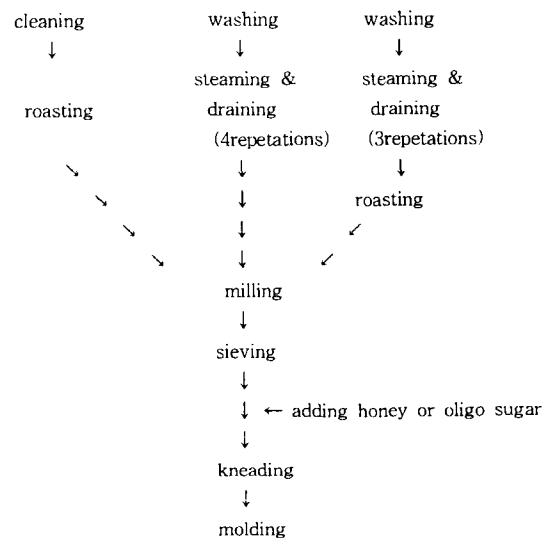 cleaning washing washing
↓ ↓ ↓
steaming & steaming &
roasting draining draining
(4repetations) (3repetations)
↘ ↓ ↓
↘ ↓ roasting
↘ ↓ ↙
↘ ↓ ↙
milling
↓
sieving
↓
↓ ← adding honey or oligo sugar
↓
kneading
↓
molding